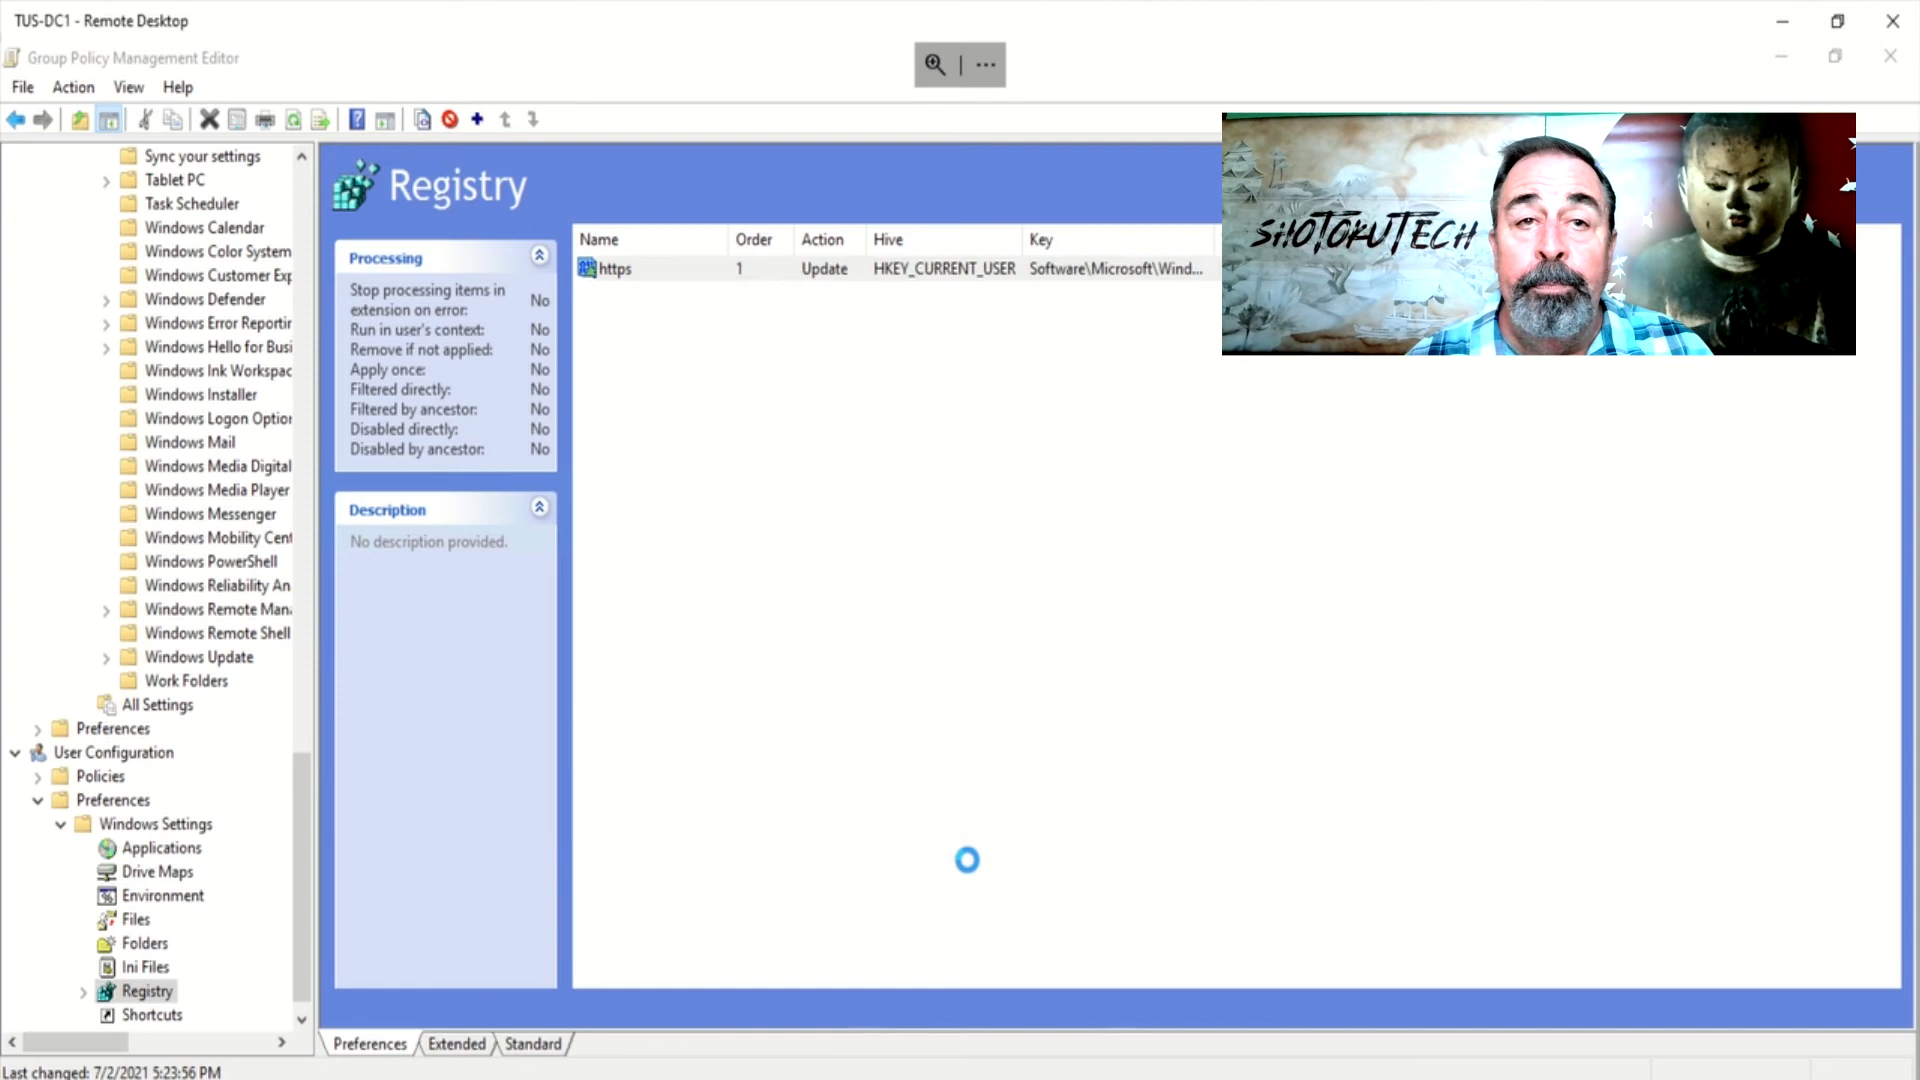 TUS-DC1 - Remote Desktop
Group Policy Management Editor
File Action View Help
Sync your settings
Tablet PC
Task Scheduler
Windows Calendar
Windows Color System
Windows Customer Exp
Windows Defender
Windows Error Reportin
Windows Hello for Busi
Windows Ink Workspac
Windows Installer
Windows Logon Option
Windows Mail
Windows Media Digital
Windows Media Player
Windows Messenger
Windows Mobility Cent
Windows PowerShell
Windows Reliability An
Windows Remote Mana
Windows Remote Shell
Windows Update
Work Folders
All Settings
Preferences
User Configuration
Policies
Preferences
Windows Settings
Applications
Drive Maps
Environment
Files
Folders
Ini Files
Registry
Shortcuts
Registry
Processing
Stop processing items in extension on error: No
Run in user's context: No
Remove if not applied: No
Apply once: No
Filtered directly: No
Filtered by ancestor: No
Disabled directly: No
Disabled by ancestor: No
Description
No description provided.
Name Order Action Hive Key
https 1 Update HKEY_CURRENT_USER Software\Microsoft\Wind...
SHOTOKUTECH
Preferences Extended Standard
Last changed: 7/2/2021 5:23:56 PM